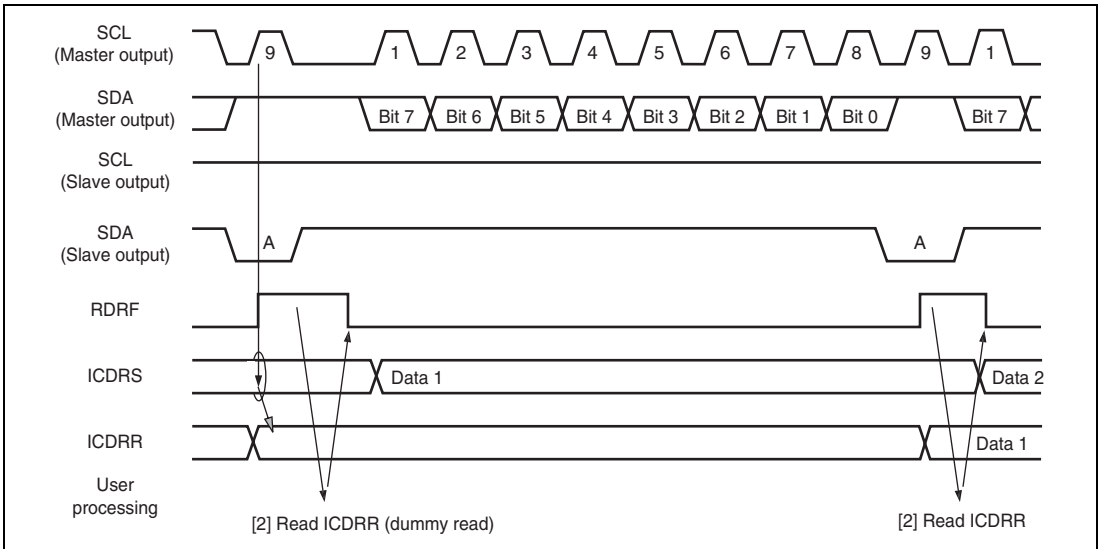 SCL
(Master output)
9 1 2 3 4 5 6 7 8 9 1
SDA
(Master output)
Bit 7 Bit 6 Bit 5 Bit 4 Bit 3 Bit 2 Bit 1 Bit 0 Bit 7
SCL
(Slave output)
SDA
(Slave output)
A A
RDRF
ICDRS
Data 1 Data 2
ICDRR
Data 1
User
processing
[2] Read ICDRR (dummy read) [2] Read ICDRR